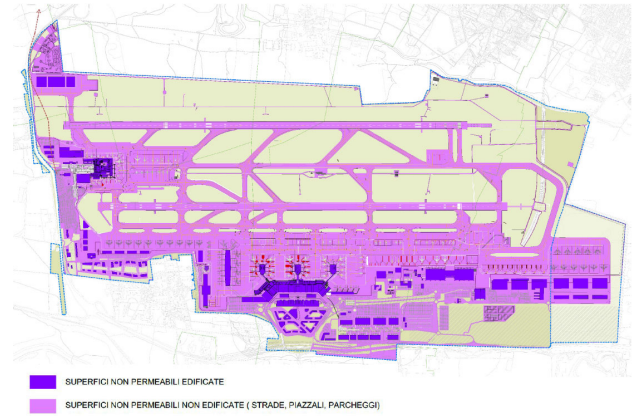 SUPERFICI NON PERMEABILI EDIFICATE
SUPERFICI NON PERMEABILI NON EDIFICATE ( STRADE, PIAZZALI, PARCHEGGI)